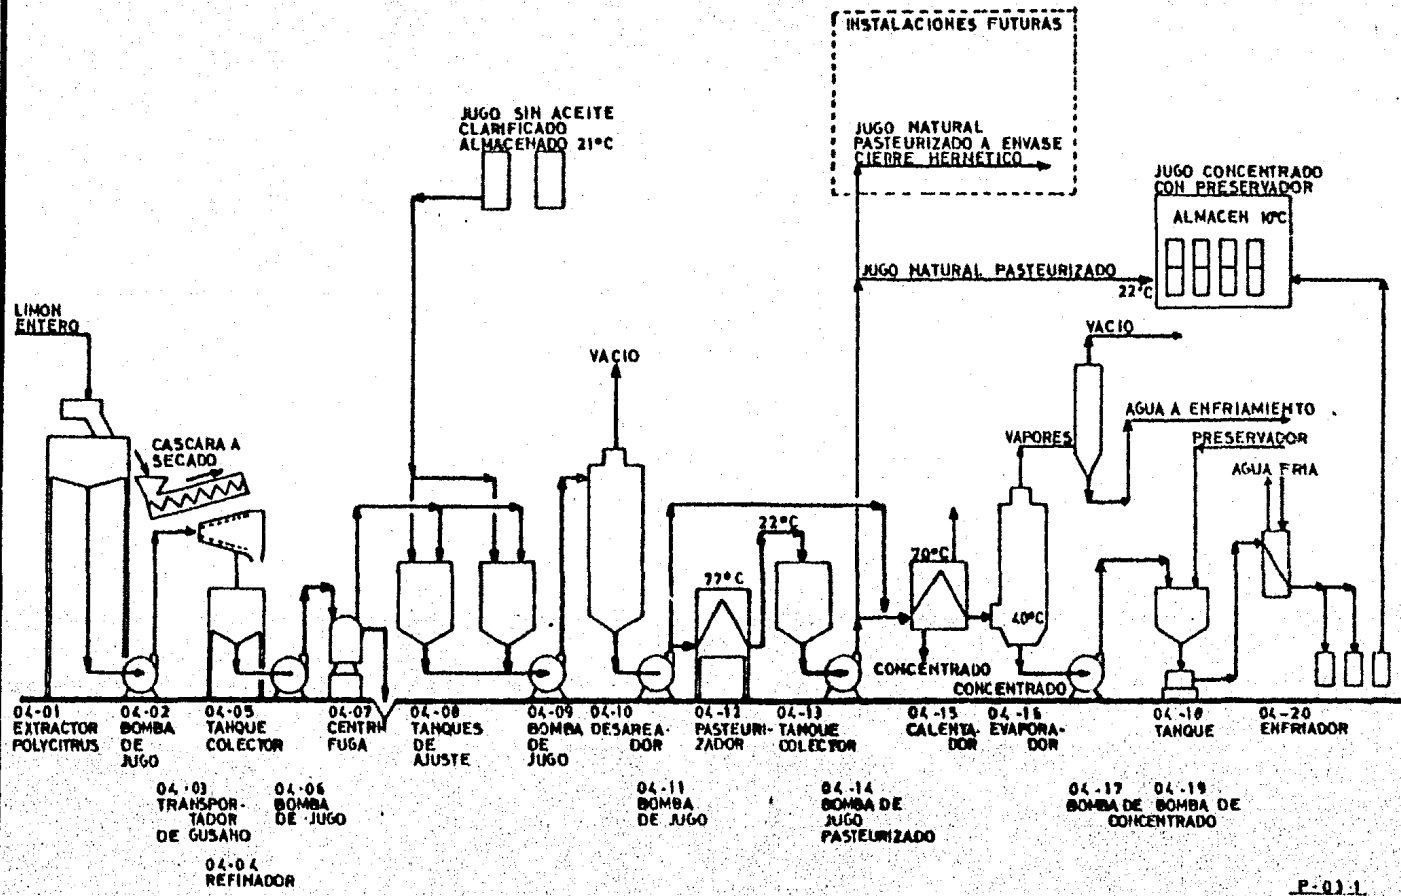 INSTALACIONES FUTURAS
JUGO SIN ACEITE
CLARIFICADO
ALMACENADO 21°C
JUGO NATURAL
PASTEURIZADO A ENVASE
CIERRE HERMETICO
JUGO CONCENTRADO
CON PRESERVADOR
ALMACEN 10°C
JUGO NATURAL PASTEURIZADO
22°C
LIMON
ENTERO
VACIO
VACIO
AGUA A ENFRIAMIENTO
VAPORES
PRESERVADOR
CASCARA A
SECADO
AGUA FRIA
22°C
70°C
77°C
40°C
CONCENTRADO
CONCENTRADO
04-01
EXTRACTOR
POLYCITRUS
04-02
BOMBA
DE
JUGO
04-05
TANQUE
COLECTOR
04-07
CENTRI
FUGA
04-08
TANQUES
DE
AJUSTE
04-09
BOMBA
DE
JUGO
04-10
DESAREA-
DOR
04-12
PASTEURI-
ZADOR
04-13
TANQUE
COLECTOR
04-15
CALENTA-
DOR
04-16
EVAPORA-
DOR
04-18
TANQUE
04-20
ENFRIADOR
04-03
TRANSPOR-
TADOR
DE GUSANO
04-06
BOMBA
DE JUGO
04-11
BOMBA
DE JUGO
04-14
BOMBA DE
JUGO
PASTEURIZADO
04-17 04-19
BOMBA DE BOMBA DE
CONCENTRADO
04-04
REFINADOR
P-03-1